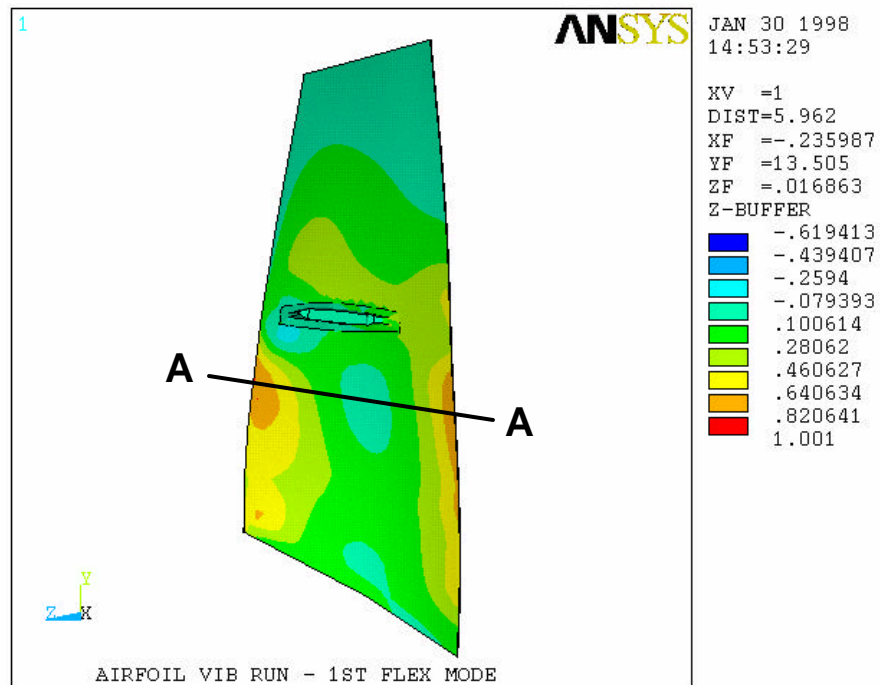 1
ANSYS
JAN 30 1998
14:53:29
XV =1
DIST=5.962
XF =-.235987
YF =13.505
ZF =.016863
Z-BUFFER
-.619413
-.439407
-.2594
-.079393
.100614
.28062
.460627
.640634
.820641
1.001
A
A
Y
Z X
AIRFOIL VIB RUN - 1ST FLEX MODE